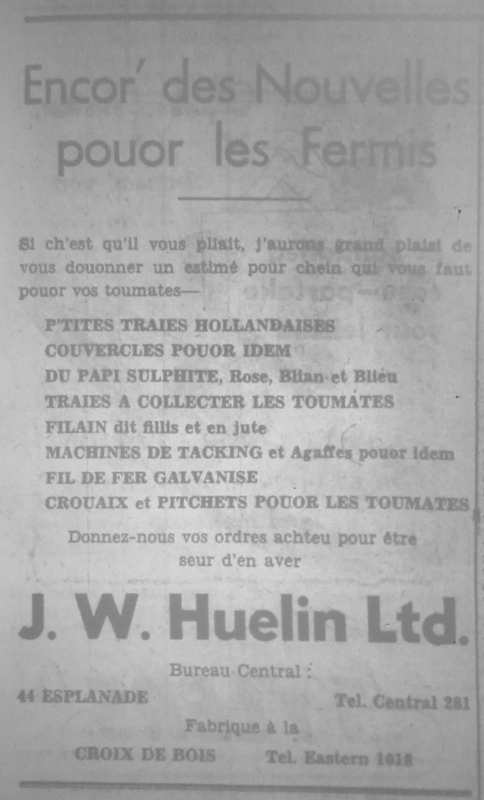 Encor' des Nouvelles
pouor les Fermis
Si ch'est qu'il vous pliait, j'aurons grand plaisi de
vous douonner un estimé pour chein qui vous faut
pouor vos toumates—
P'TITES TRAIES HOLLANDAISES
COUVERCLES POUOR IDEM
DU PAPI SULPHITE, Rose, Blian et Blieu
TRAIES A COLLECTER LES TOUMATES
FILAIN dit fillis et en jute
MACHINES DE TACKING et Agaffes pouor idem
FIL DE FER GALVANISE
CROUAIX et PITCHETS POUOR LES TOUMATES
Donnez-nous vos ordres achteu pour être
seur d'en aver
J. W. Huelin Ltd.
Bureau Central :
44 ESPLANADE Tel. Central 281
Fabrique à la
CROIX DE BOIS Tel. Eastern 1018